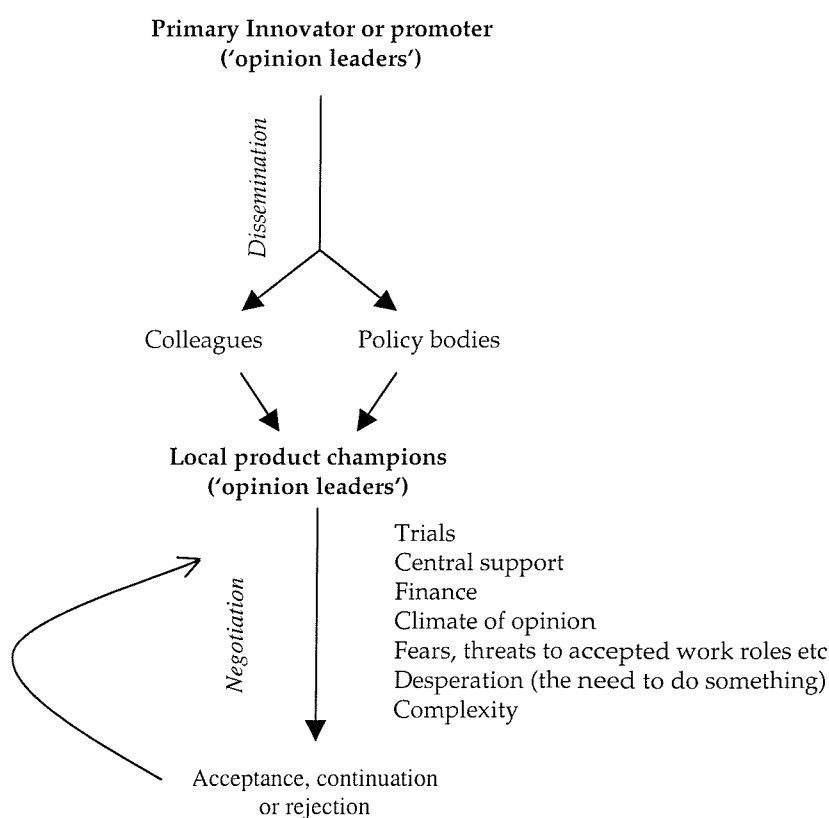 Primary Innovator or promoter
('opinion leaders')
Dissemination
Colleagues
Policy bodies
Local product champions
('opinion leaders')
Trials
Central support
Finance
Climate of opinion
Fears, threats to accepted work roles etc
Desperation (the need to do something)
Complexity
Negotiation
Acceptance, continuation
or rejection